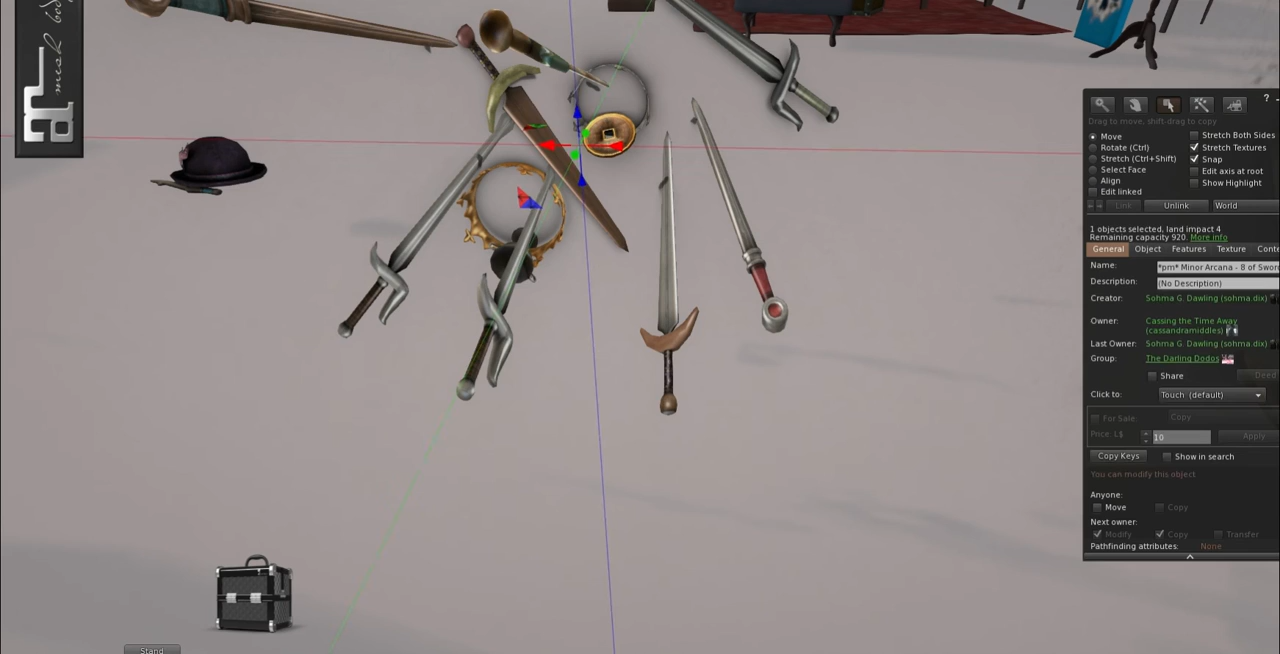 mesh body
?
Drag to move, shift-drag to copy
Move
Rotate (Ctrl)
Stretch (Ctrl+Shift)
Select Face
Align
Edit linked
Stretch Both Sides
Stretch Textures
Snap
Edit axis at root
Show Highlight
Link
Unlink
World
1 objects selected, land impact 4
Remaining capacity 920. More info
General Object Features Texture Conte
Name: *pm* Minor Arcana - 8 of Swor
Description: (No Description)
Creator: Sohma G. Dawling (sohma.dix)
Owner: Cassing the Time Away
(cassandramiddles)
Last Owner: Sohma G. Dawling (sohma.dix)
Group: The Darling Dodos
Share Deed
Click to: Touch (default)
For Sale: Copy
Price: L$ 10 Apply
Copy Keys Show in search
You can modify this object
Anyone:
Move Copy
Next owner:
Modify Copy Transfer
Pathfinding attributes: None
Stand